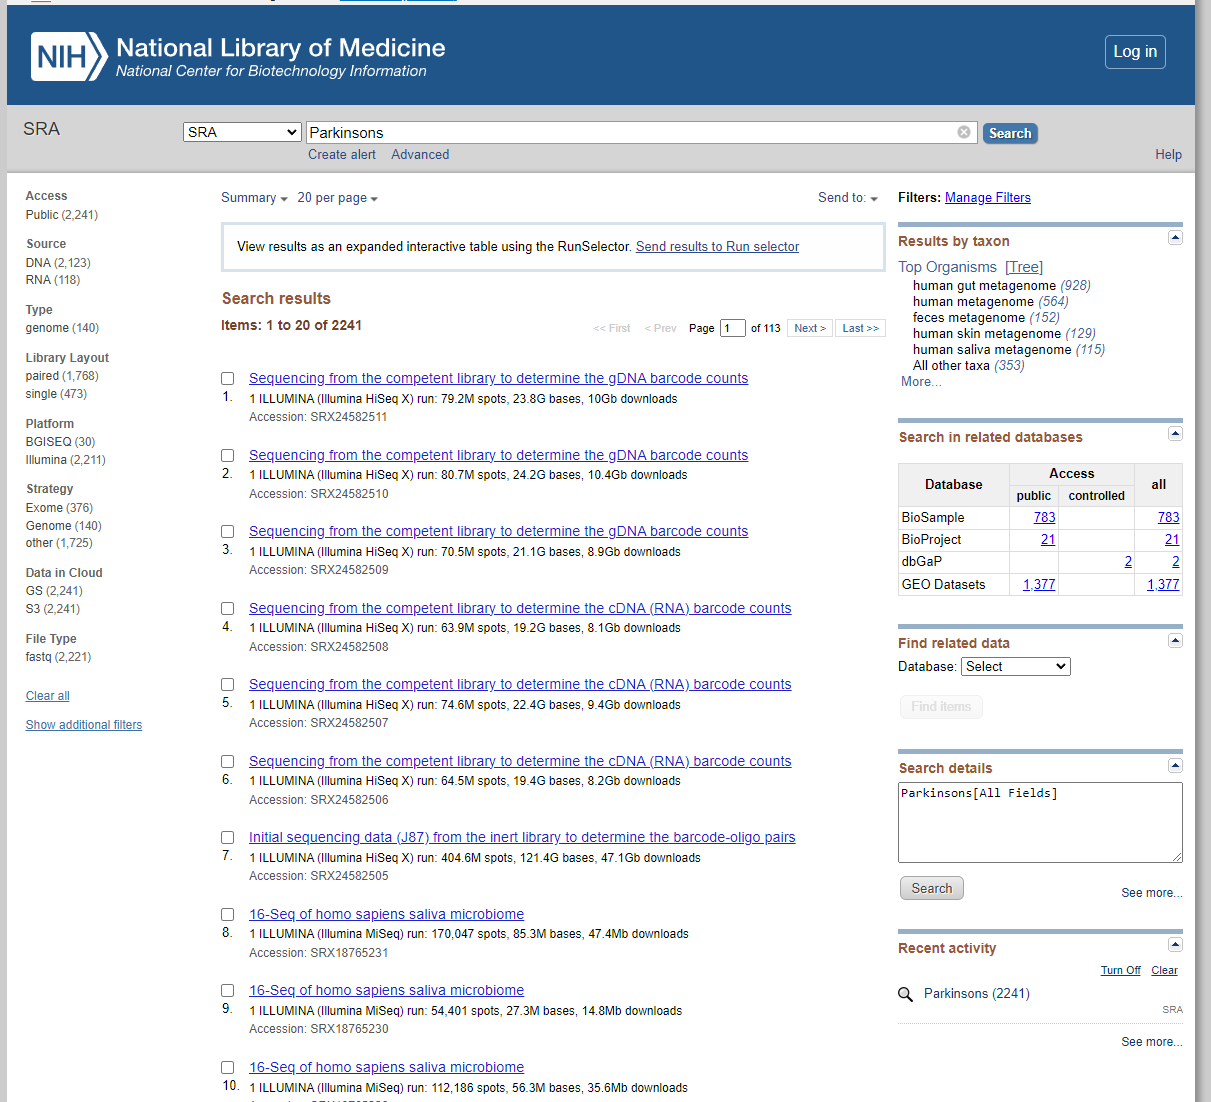 NIH National Library of Medicine
National Center for Biotechnology Information
Log in
SRA
SRA
Parkinsons
Search
Create alert Advanced
Help
Access
Public (2,241)
Source
DNA (2,123)
RNA (118)
Type
genome (140)
Library Layout
paired (1,768)
single (473)
Platform
BGISEQ (30)
Illumina (2,211)
Strategy
Exome (376)
Genome (140)
other (1,725)
Data in Cloud
GS (2,241)
S3 (2,241)
File Type
fastq (2,221)
Clear all
Show additional filters
Summary 20 per page
Send to:
View results as an expanded interactive table using the RunSelector. Send results to Run selector
Search results
Items: 1 to 20 of 2241
<< First < Prev Page 1 of 113 Next > Last >>
Sequencing from the competent library to determine the gDNA barcode counts
1. 1 ILLUMINA (Illumina HiSeq X) run: 79.2M spots, 23.8G bases, 10Gb downloads
Accession: SRX24582511
Sequencing from the competent library to determine the gDNA barcode counts
2. 1 ILLUMINA (Illumina HiSeq X) run: 80.7M spots, 24.2G bases, 10.4Gb downloads
Accession: SRX24582510
Sequencing from the competent library to determine the gDNA barcode counts
3. 1 ILLUMINA (Illumina HiSeq X) run: 70.5M spots, 21.1G bases, 8.9Gb downloads
Accession: SRX24582509
Sequencing from the competent library to determine the cDNA (RNA) barcode counts
4. 1 ILLUMINA (Illumina HiSeq X) run: 63.9M spots, 19.2G bases, 8.1Gb downloads
Accession: SRX24582508
Sequencing from the competent library to determine the cDNA (RNA) barcode counts
5. 1 ILLUMINA (Illumina HiSeq X) run: 74.6M spots, 22.4G bases, 9.4Gb downloads
Accession: SRX24582507
Sequencing from the competent library to determine the cDNA (RNA) barcode counts
6. 1 ILLUMINA (Illumina HiSeq X) run: 64.5M spots, 19.4G bases, 8.2Gb downloads
Accession: SRX24582506
Initial sequencing data (J87) from the inert library to determine the barcode-oligo pairs
7. 1 ILLUMINA (Illumina HiSeq X) run: 404.6M spots, 121.4G bases, 47.1Gb downloads
Accession: SRX24582505
16-Seq of homo sapiens saliva microbiome
8. 1 ILLUMINA (Illumina MiSeq) run: 170,047 spots, 85.3M bases, 47.4Mb downloads
Accession: SRX18765231
16-Seq of homo sapiens saliva microbiome
9. 1 ILLUMINA (Illumina MiSeq) run: 54,401 spots, 27.3M bases, 14.8Mb downloads
Accession: SRX18765230
16-Seq of homo sapiens saliva microbiome
10. 1 ILLUMINA (Illumina MiSeq) run: 112,186 spots, 56.3M bases, 35.6Mb downloads
Filters: Manage Filters
Results by taxon
Top Organisms [Tree]
human gut metagenome (928)
human metagenome (564)
feces metagenome (152)
human skin metagenome (129)
human saliva metagenome (115)
All other taxa (353)
More...
Search in related databases
Database Access all
public controlled
BioSample 783 783
BioProject 21 21
dbGaP 2 2
GEO Datasets 1,377 1,377
Find related data
Database: Select
Find items
Search details
Parkinsons[All Fields]
Search
See more...
Recent activity
Turn Off Clear
Parkinsons (2241)
SRA
See more...